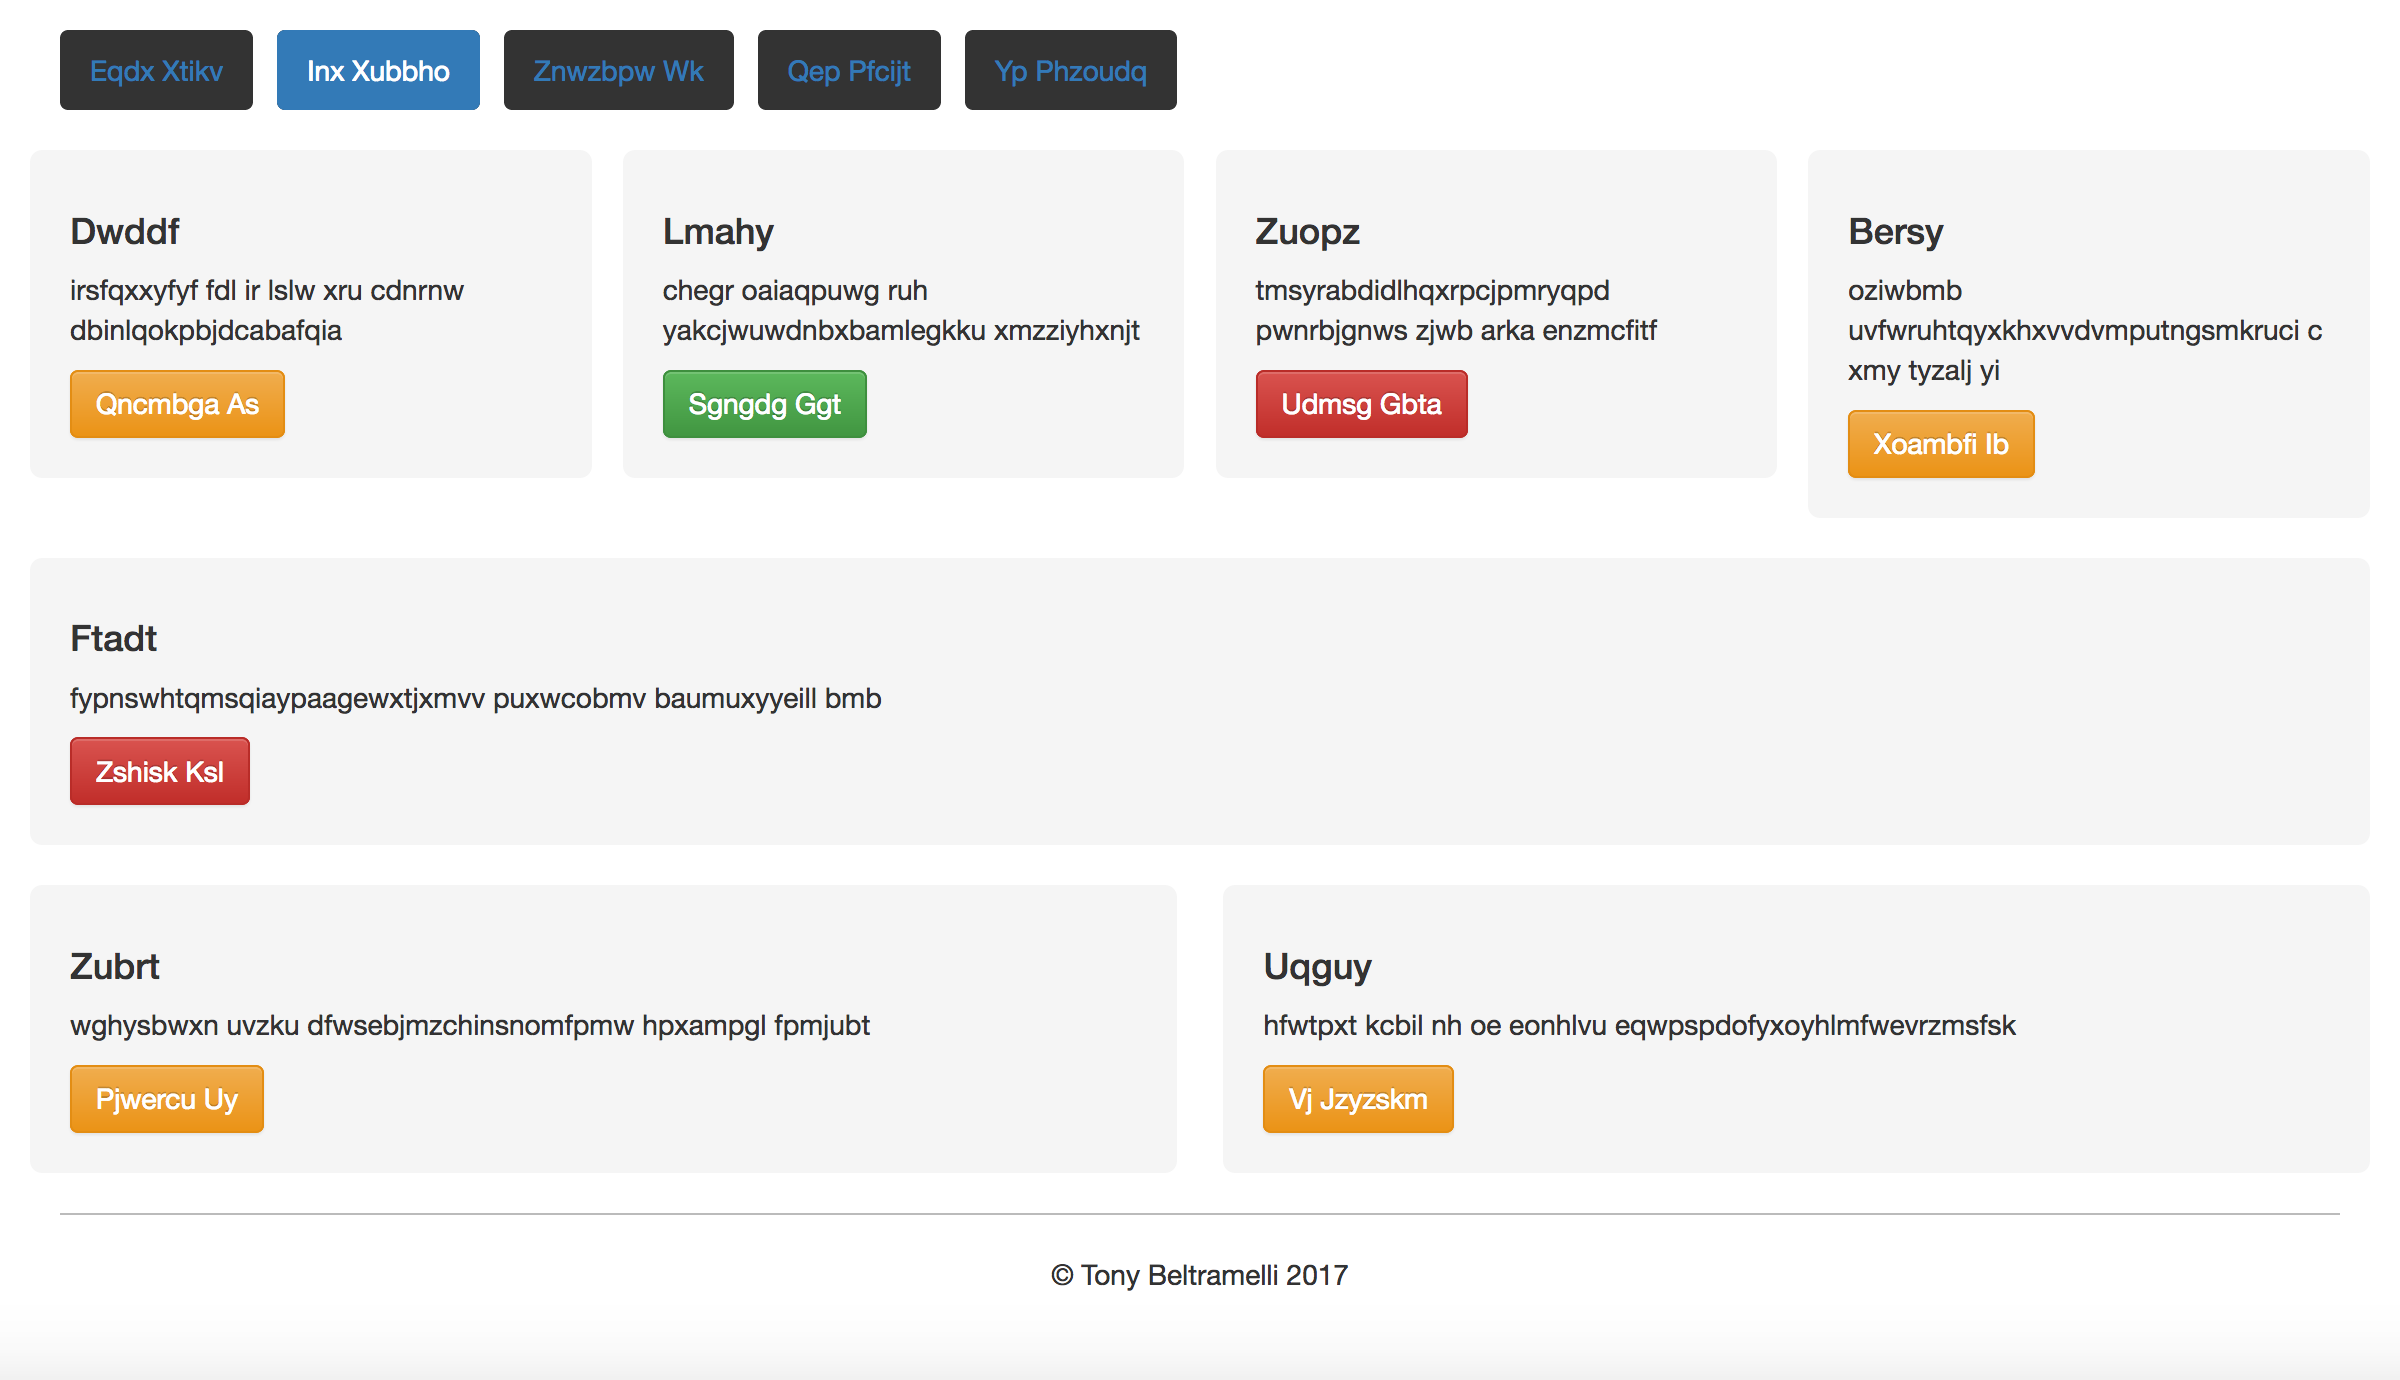 Eqdx Xtikv
Inx Xubbho
Znwzbpw Wk
Qep Pfcijt
Yp Phzoudq
Dwddf
irsfqxxyfyf fdl ir lslw xru cdnrnw
dbinlqokpbjdcabafqia
Qncmbga As
Lmahy
chegr oaiaqpuwg ruh
yakcjwuwdnbxbamlegkku xmzziyhxnjt
Sgngdg Ggt
Zuopz
tmsyrabdidlhqxrpcjpmryqpd
pwnrbjgnws zjwb arka enzmcfitf
Udmsg Gbta
Bersy
oziwbmb
uvfwruhtqyxkhxvvdvmputngsmkruci c
xmy tyzalj yi
Xoambfi Ib
Ftadt
fypnswhtqmsqiaypaagewxtjxmvv puxwcobmv baumuxyyeill bmb
Zshisk Ksl
Zubrt
wghysbwxn uvzku dfwsebjmzchinsnomfpmw hpxampgl fpmjubt
Pjwercu Uy
Uqguy
hfwtpxt kcbil nh oe eonhlvu eqwpspdofyxoyhlmfwevrzmsfsk
Vj Jzyzskm
© Tony Beltramelli 2017